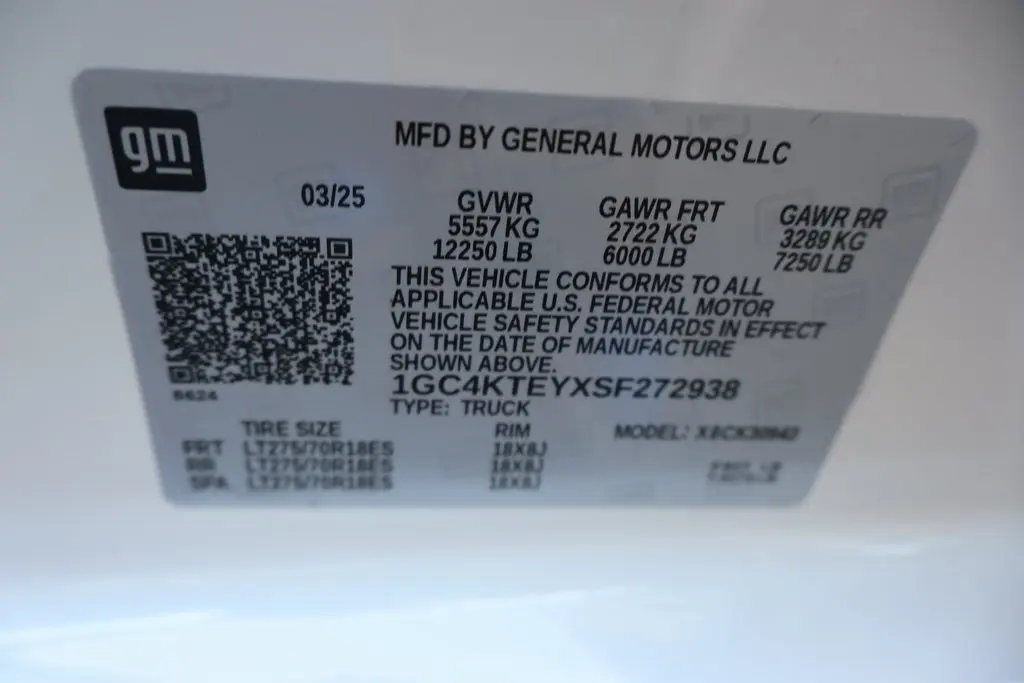 gm
MFD BY GENERAL MOTORS LLC
03/25
GVWR
5557 KG
12250 LB
GAWR FRT
2722 KG
6000 LB
GAWR RR
3289 KG
7250 LB
THIS VEHICLE CONFORMS TO ALL
APPLICABLE U.S. FEDERAL MOTOR
VEHICLE SAFETY STANDARDS IN EFFECT
ON THE DATE OF MANUFACTURE
SHOWN ABOVE.
1GC4KTEYXSF272938
TYPE: TRUCK
TIRE SIZE RIM MODEL:
FRT LT275/70R18ES 18X8J
RR LT275/70R18ES 18X8J
SPA LT275/70R18ES 18X8J